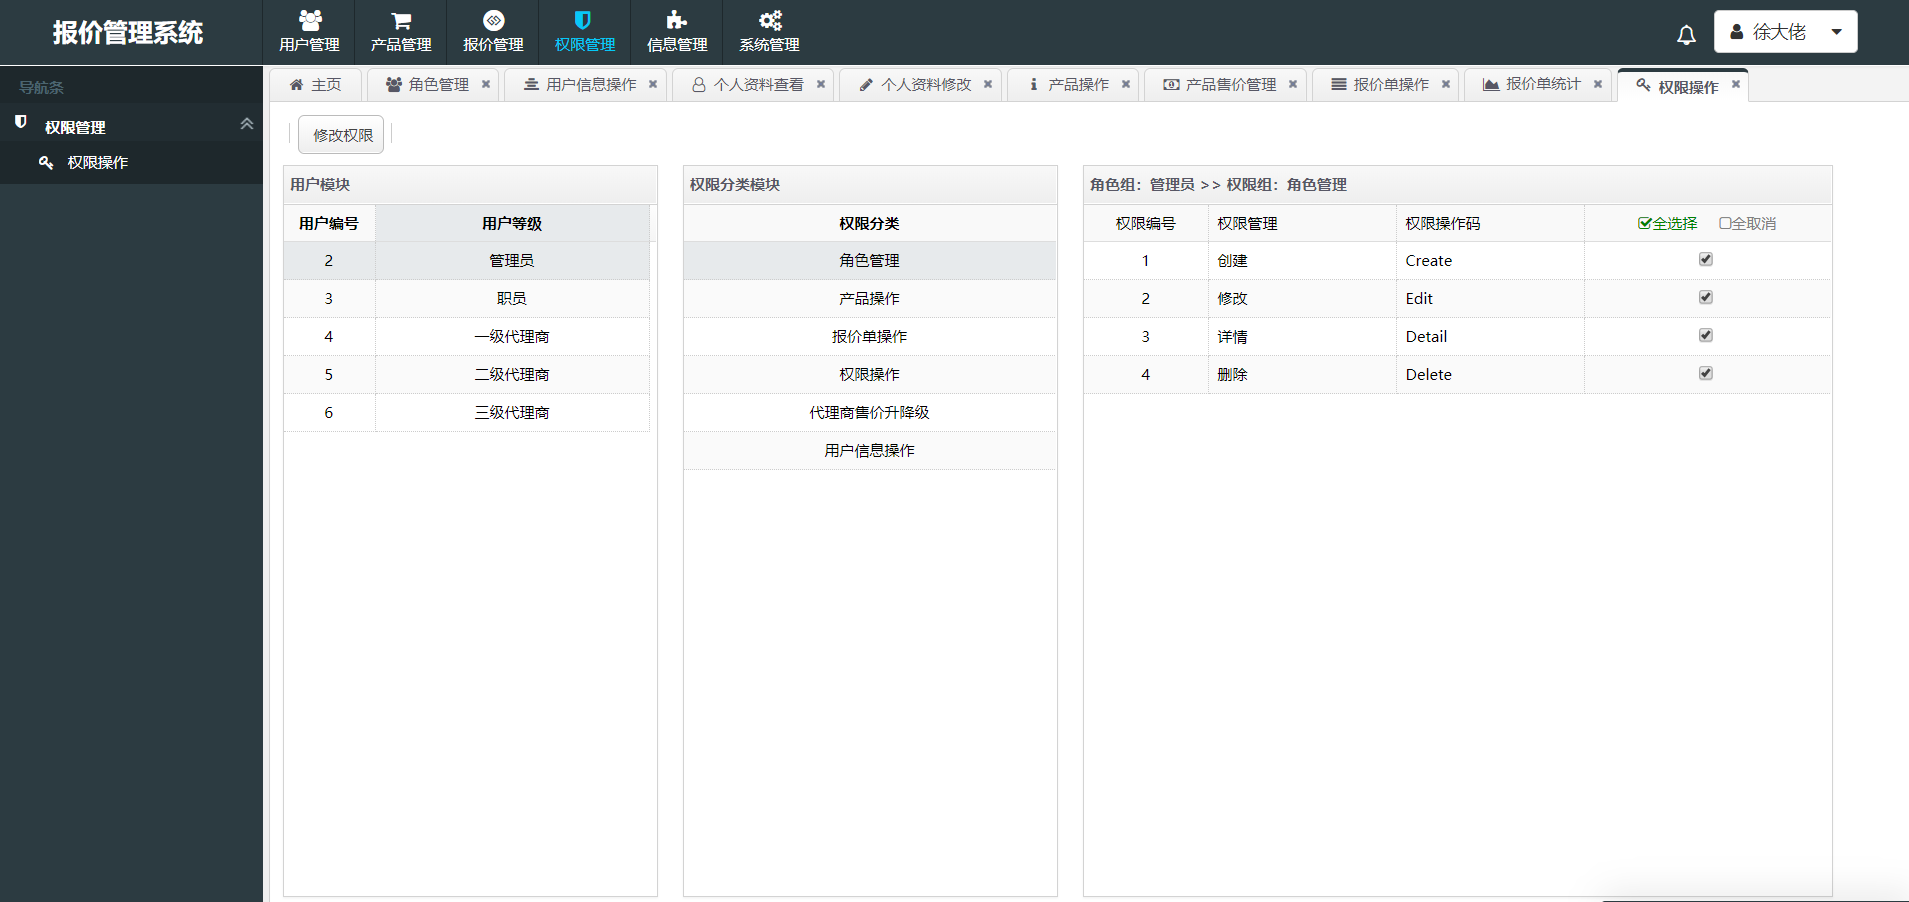 报价管理系统
用户管理 产品管理 报价管理 权限管理 信息管理 系统管理
徐大佬
导航条
权限管理
权限操作
主页 角色管理 用户信息操作 个人资料查看 个人资料修改 产品操作 产品售价管理 报价单操作 报价单统计 权限操作
修改权限
用户模块
用户编号 用户等级
2 管理员
3 职员
4 一级代理商
5 二级代理商
6 三级代理商
权限分类模块
权限分类
角色管理
产品操作
报价单操作
权限操作
代理商售价升降级
用户信息操作
角色组：管理员 >> 权限组：角色管理
权限编号 权限管理 权限操作码 全选择 全取消
1 创建 Create
2 修改 Edit
3 详情 Detail
4 删除 Delete